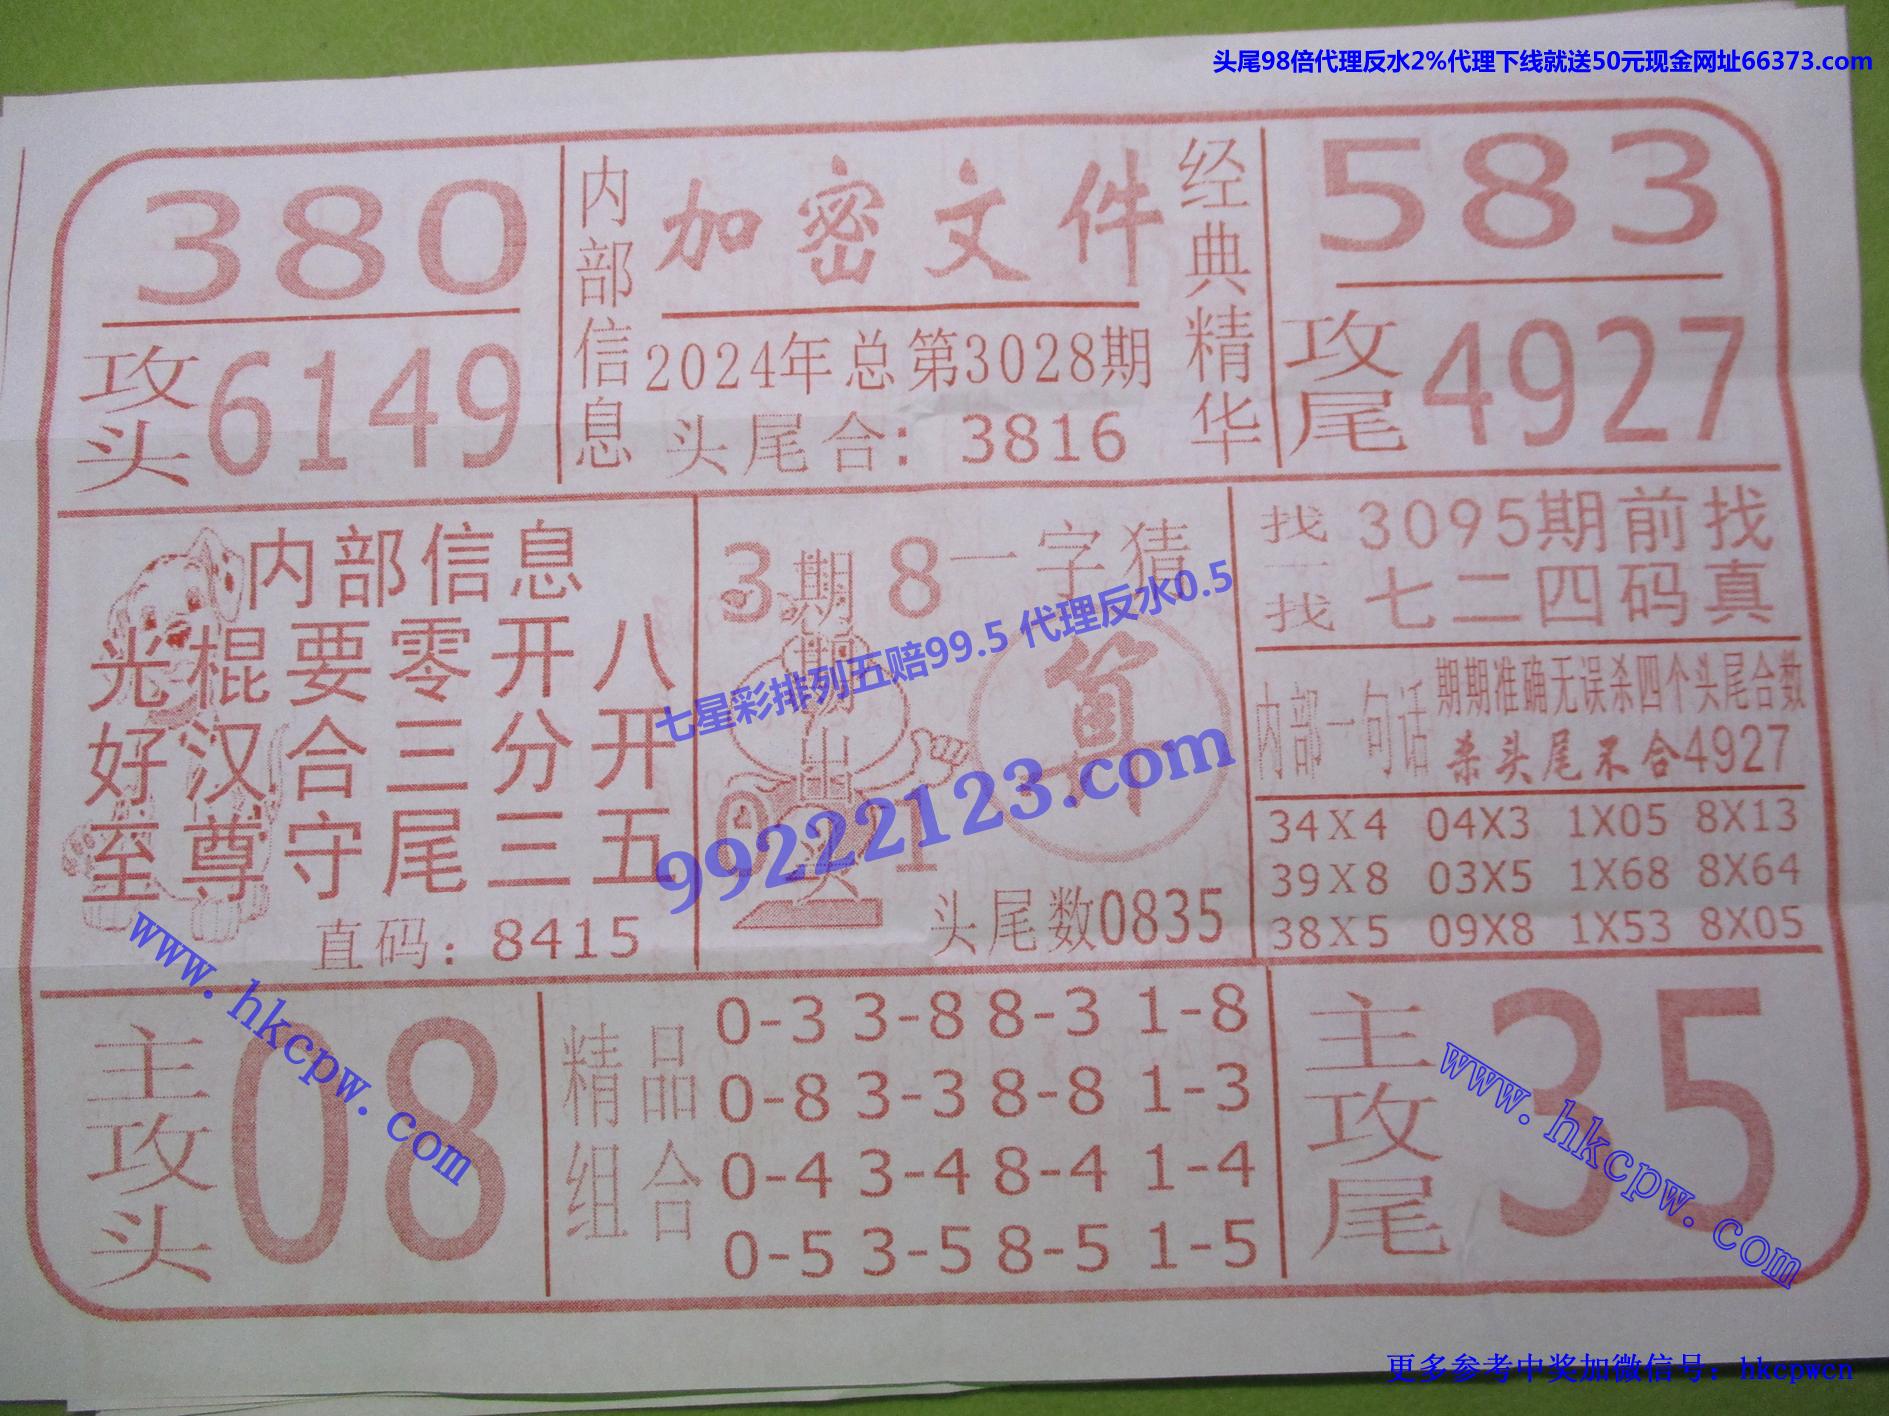 头尾98倍代理反水2%代理下线就送50元现金网址66373.com
380
攻头 6149
内部信息
加密文件
2024年总第3028期
头尾合：3816
经典精华
583
攻尾 4927
内部信息
光棍要零开八
好汉合三分开
至尊守尾三五
直码：8415
3 期 8 一字猜
期期出
算
头尾数0835
七星彩排列五赔99.5 代理反水0.5
99222123.com
找一找
3095期前找
七二四码真
内部一句话
期期准确无误杀四个头尾合数
杀头尾不合4927
34X4 04X3 1X05 8X13
39X8 03X5 1X68 8X64
38X5 09X8 1X53 8X05
主攻头 08
精品组合
0-3 3-8 8-3 1-8
0-8 3-3 8-8 1-3
0-4 3-4 8-4 1-4
0-5 3-5 8-5 1-5
主攻尾 35
www.hkcpw.com
www.hkcpw.com
更多参考中奖加微信号：hkcpwcn